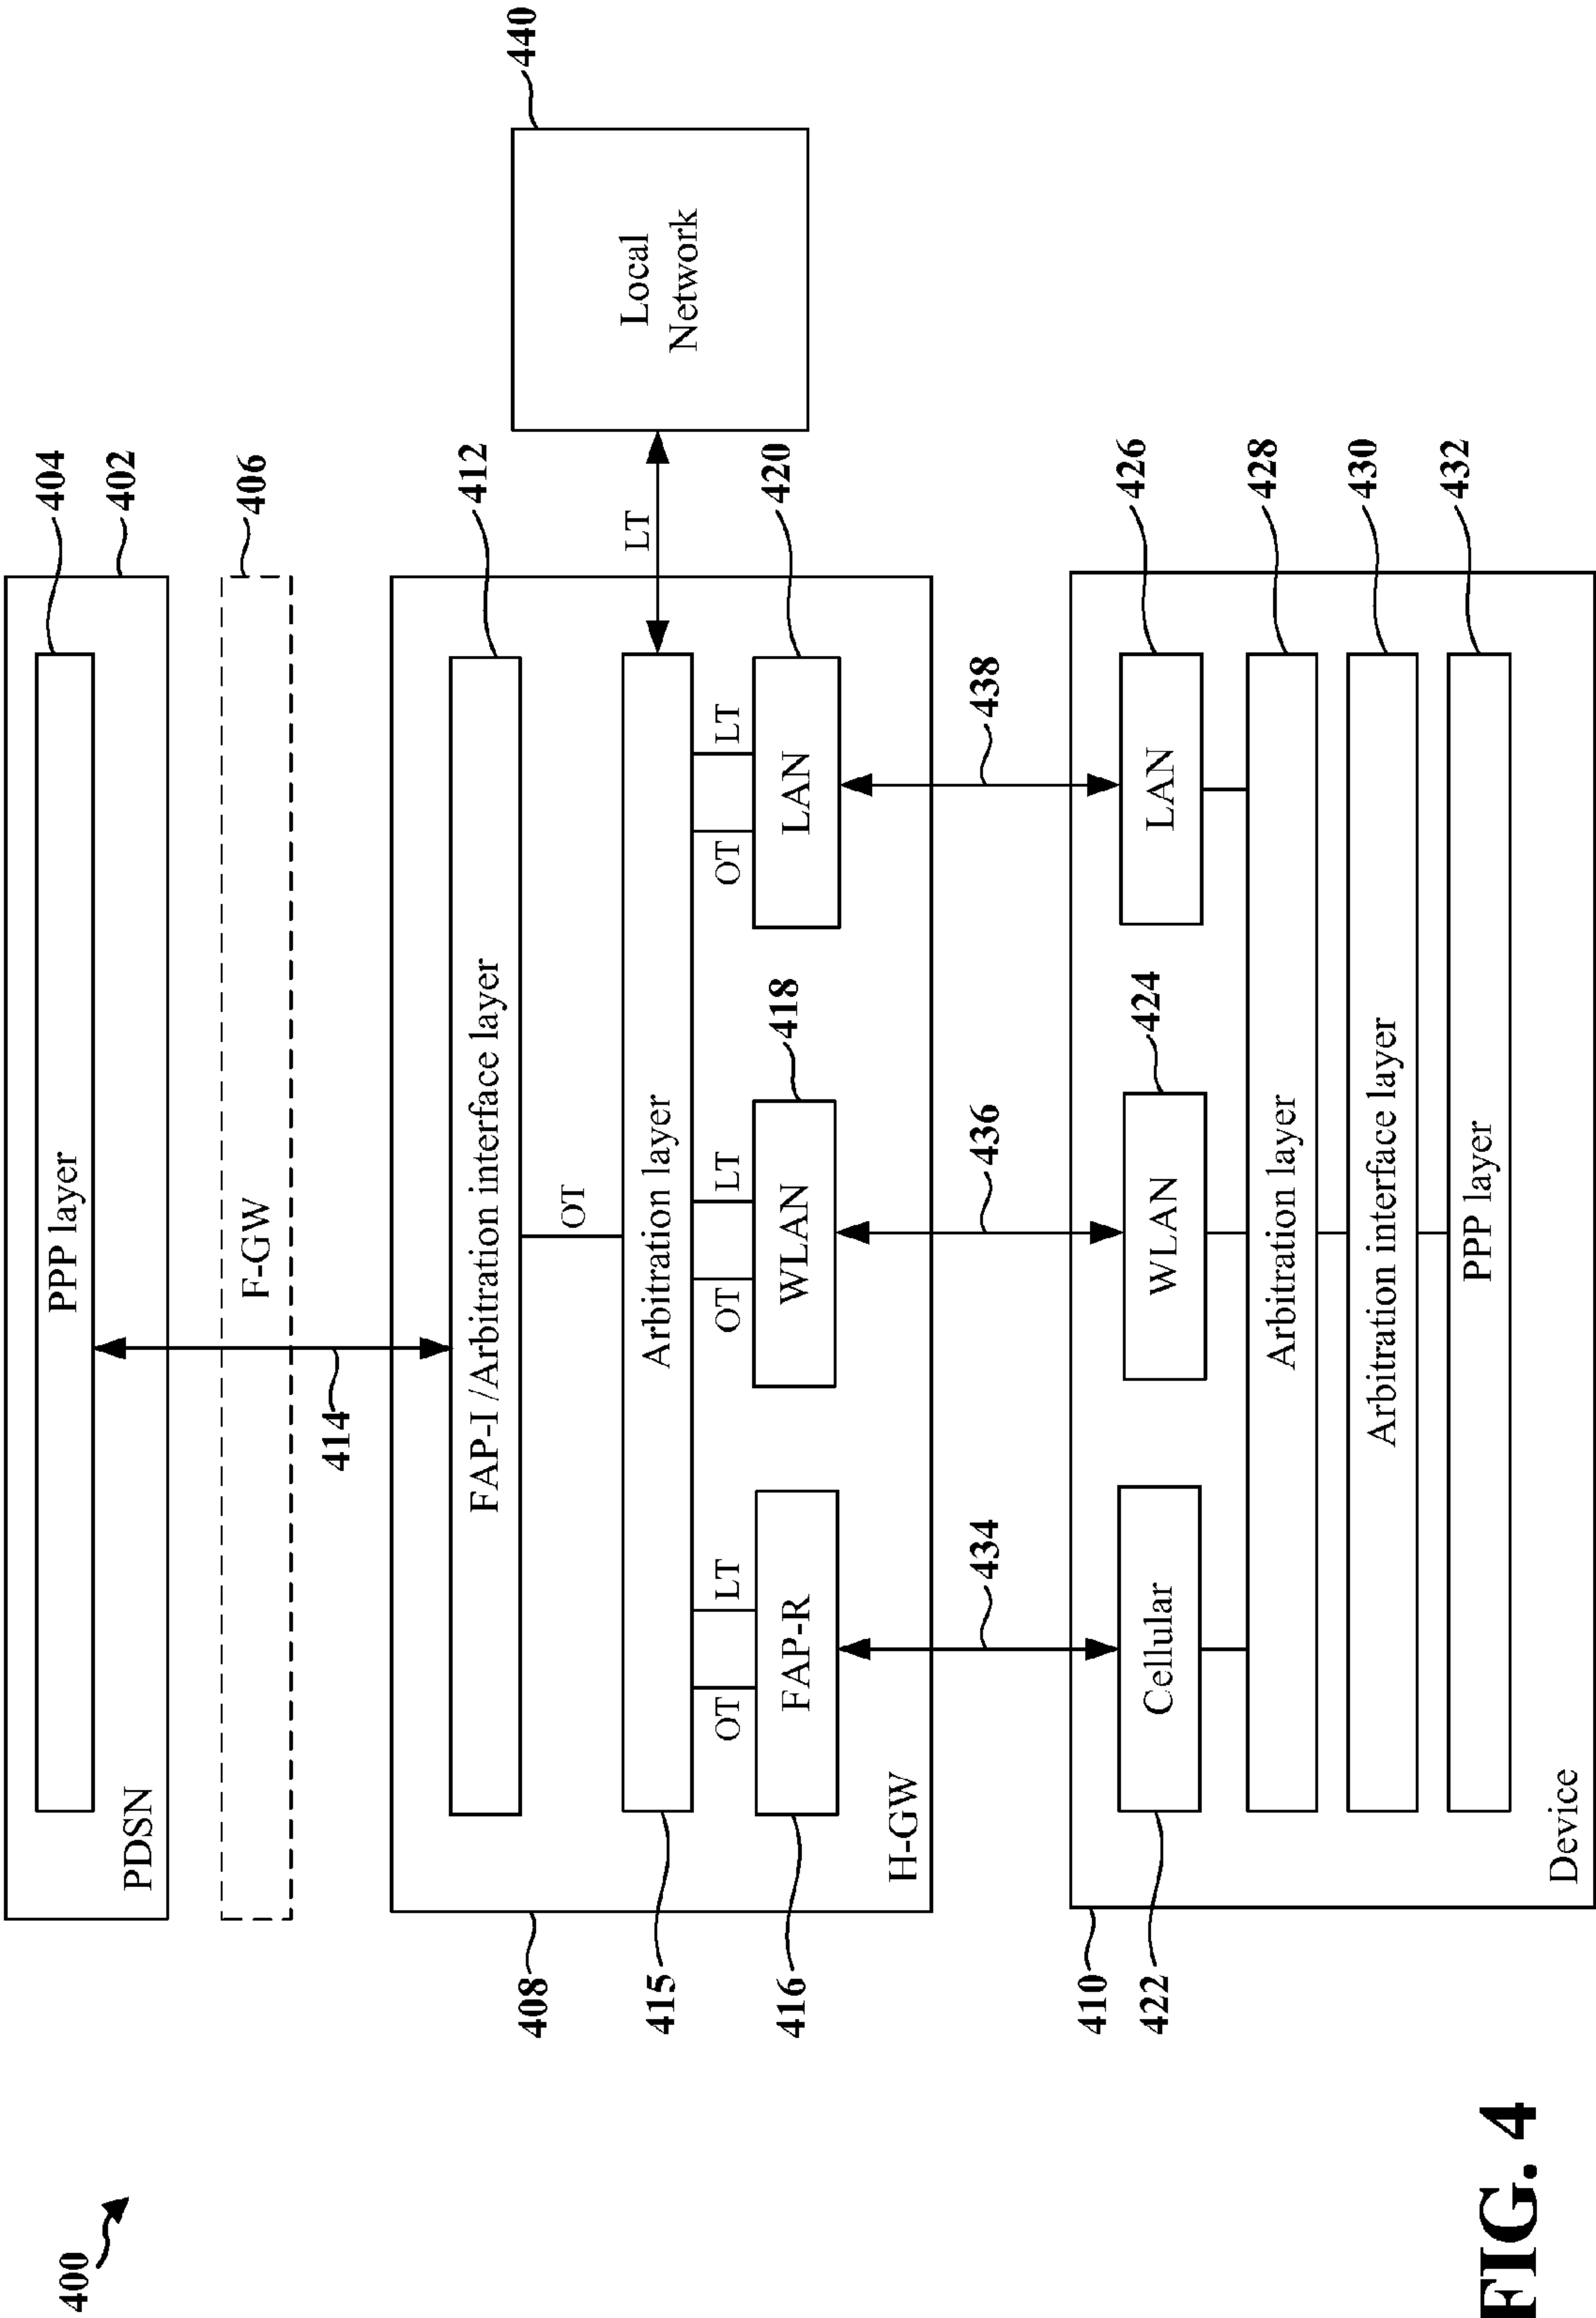 400
PPP layer
404
PDSN
402
F-GW
406
414
FAP-I /Arbitration interface layer
412
OT
408
Arbitration layer
415
LT
Local
Network
440
OT
LT
OT
LT
OT
LT
FAP-R
416
WLAN
418
LAN
420
H-GW
434
436
438
410
Cellular
422
WLAN
424
LAN
426
Arbitration layer
428
Arbitration interface layer
430
PPP layer
432
Device
FIG. 4